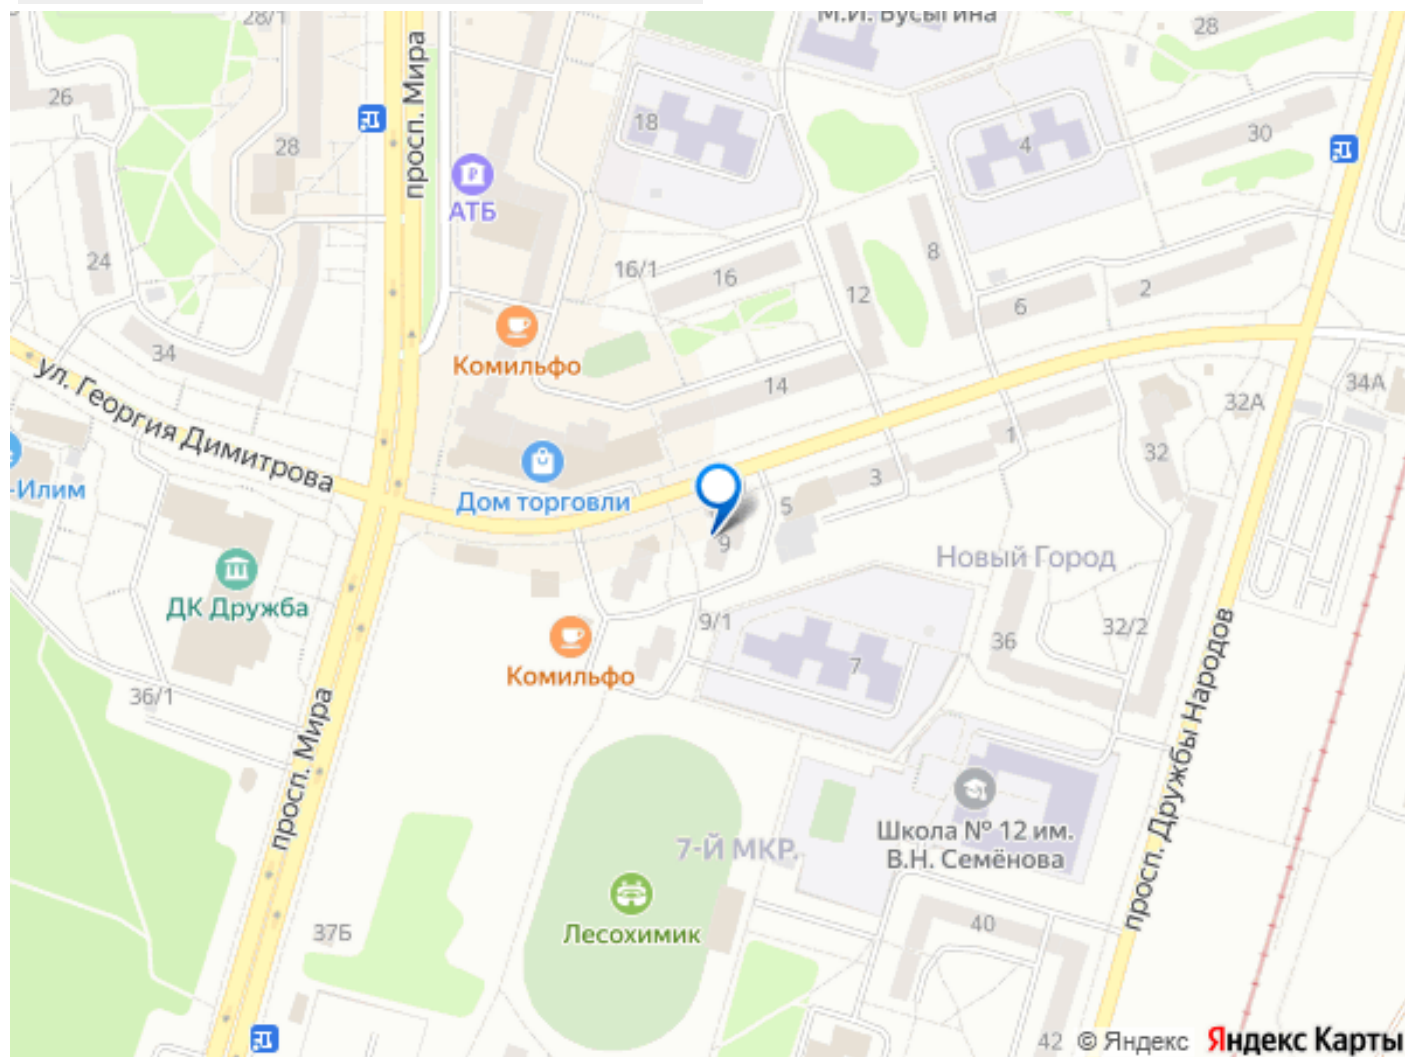 28/1
М.И. Бусыгина
28
26
просп. Мира
28
18
4
30
АТБ
24
16/1
16
12
8
6
2
34
Комильфо
14
34А
32А
ул. Георгия Димитрова
1
32
-Илим
Дом торговли
3
5
9
Новый Город
ДК Дружба
9/1
32/2
36
7
Комильфо
36/1
просп. Мира
просп. Дружбы Народов
Школа № 12 им.
В.Н. Семёнова
7-Й МКР.
37Б
Лесохимик
40
42
© Яндекс
Яндекс Карты